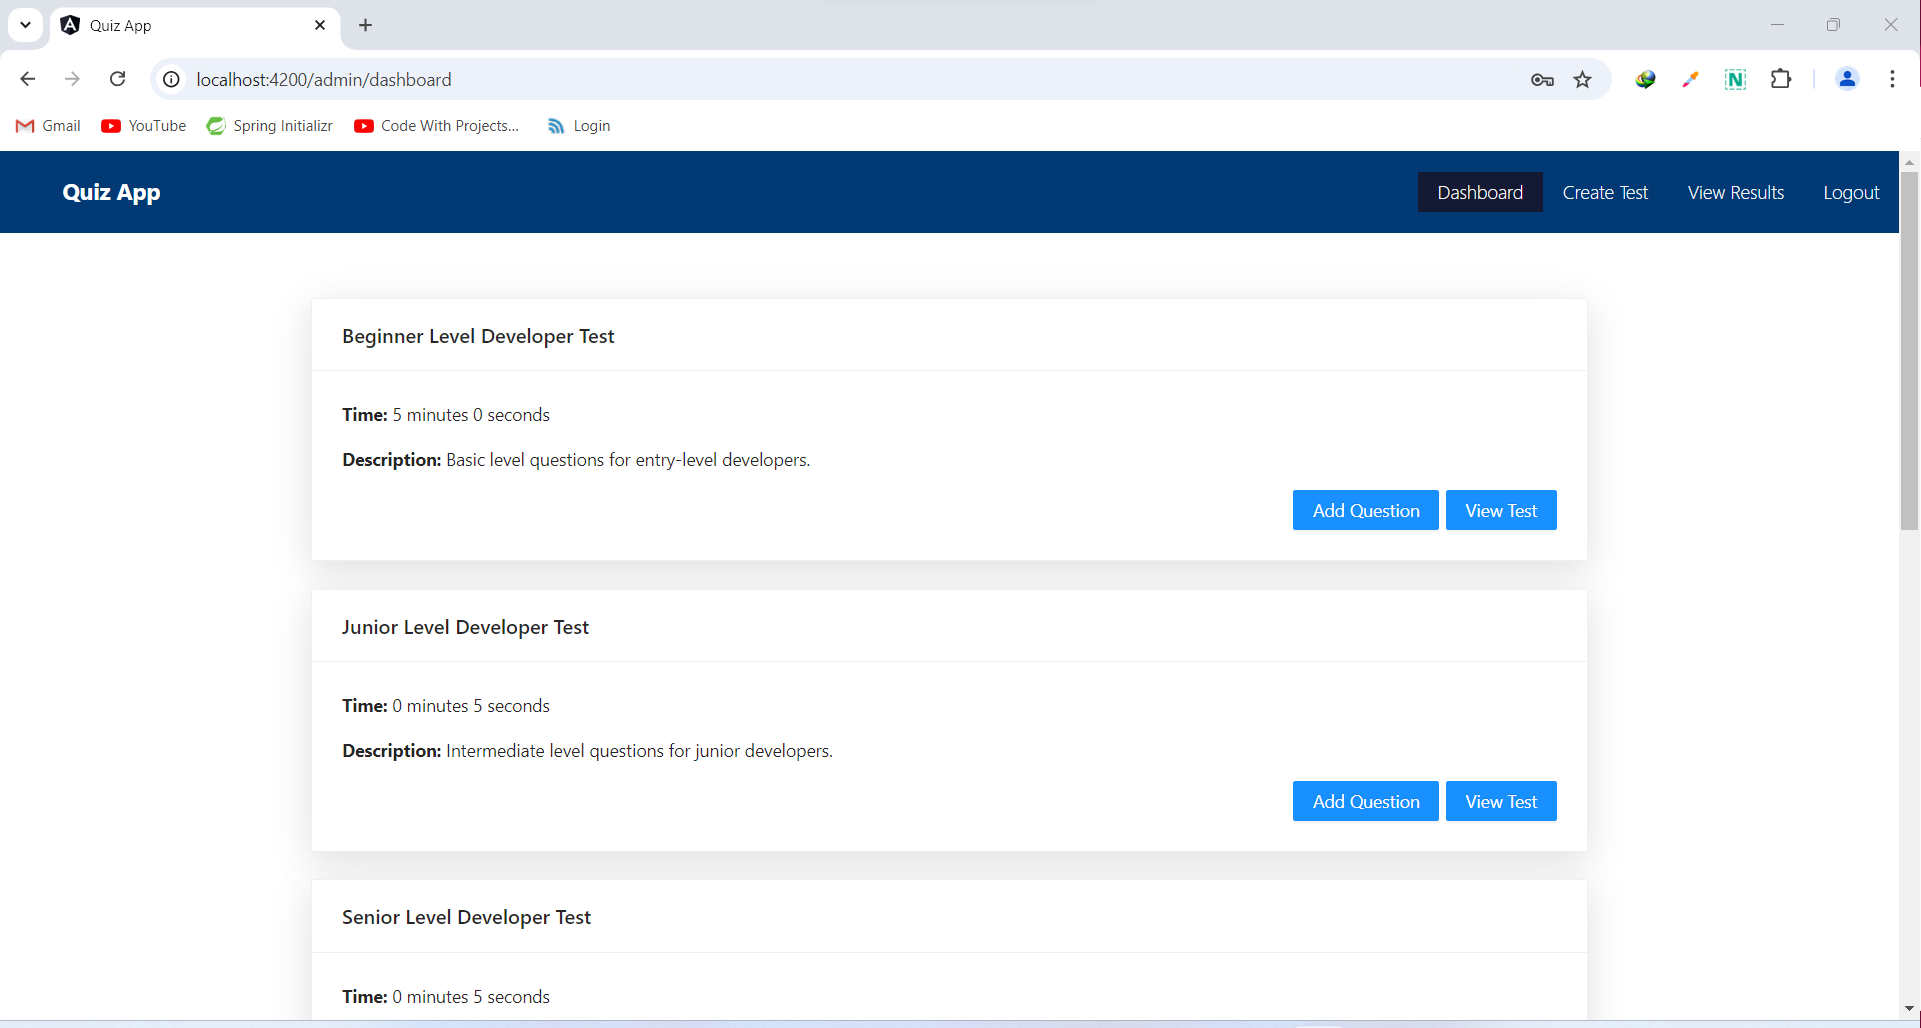 Quiz App
localhost:4200/admin/dashboard
Gmail YouTube Spring Initializr Code With Projects... Login
Quiz App Dashboard Create Test View Results Logout
Beginner Level Developer Test
Time: 5 minutes 0 seconds
Description: Basic level questions for entry-level developers.
Add Question View Test
Junior Level Developer Test
Time: 0 minutes 5 seconds
Description: Intermediate level questions for junior developers.
Add Question View Test
Senior Level Developer Test
Time: 0 minutes 5 seconds